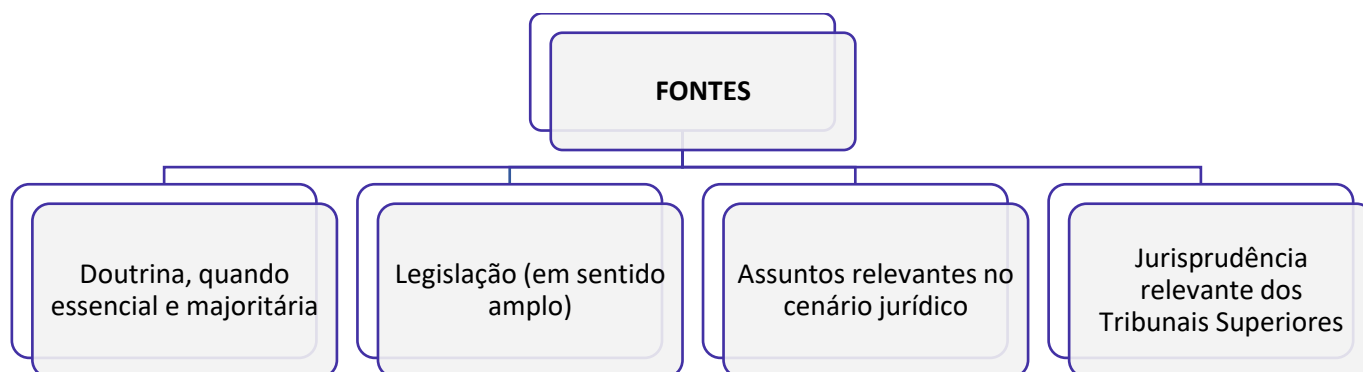 FONTES
Doutrina, quando
essencial e majoritária
Legislação (em sentido
amplo)
Assuntos relevantes no
cenário jurídico
Jurisprudência
relevante dos
Tribunais Superiores